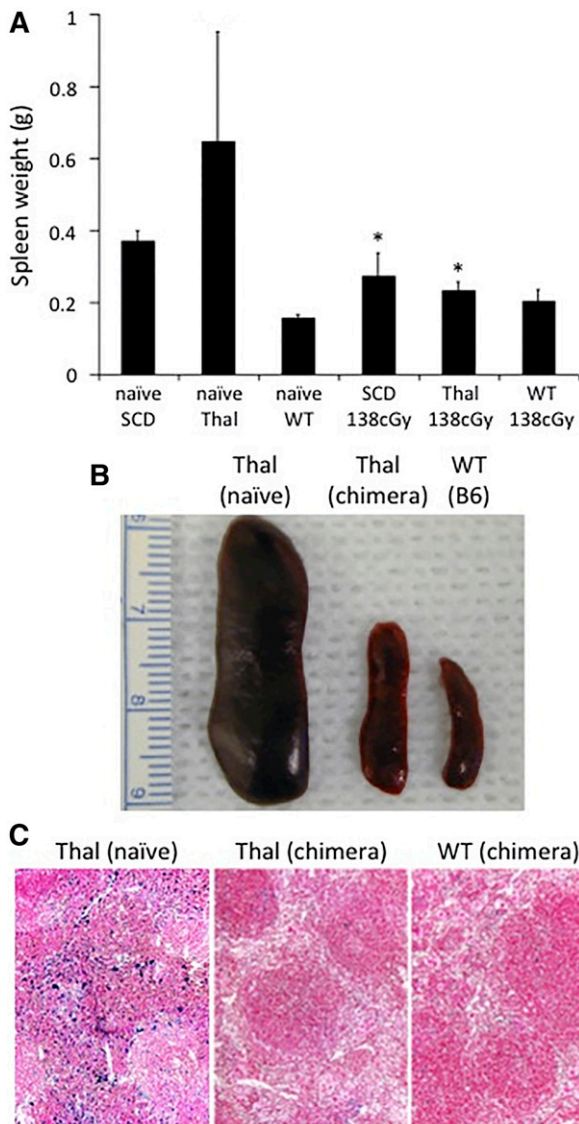 A
Spleen weight (g)
1
0.8
0.6
0.4
0.2
0
naïve SCD
naïve Thal
naïve WT
SCD 138cGy
Thal 138cGy
WT 138cGy
*
*
B
Thal (naïve)
Thal (chimera)
WT (B6)
6
7
8
9
C
Thal (naïve)
Thal (chimera)
WT (chimera)